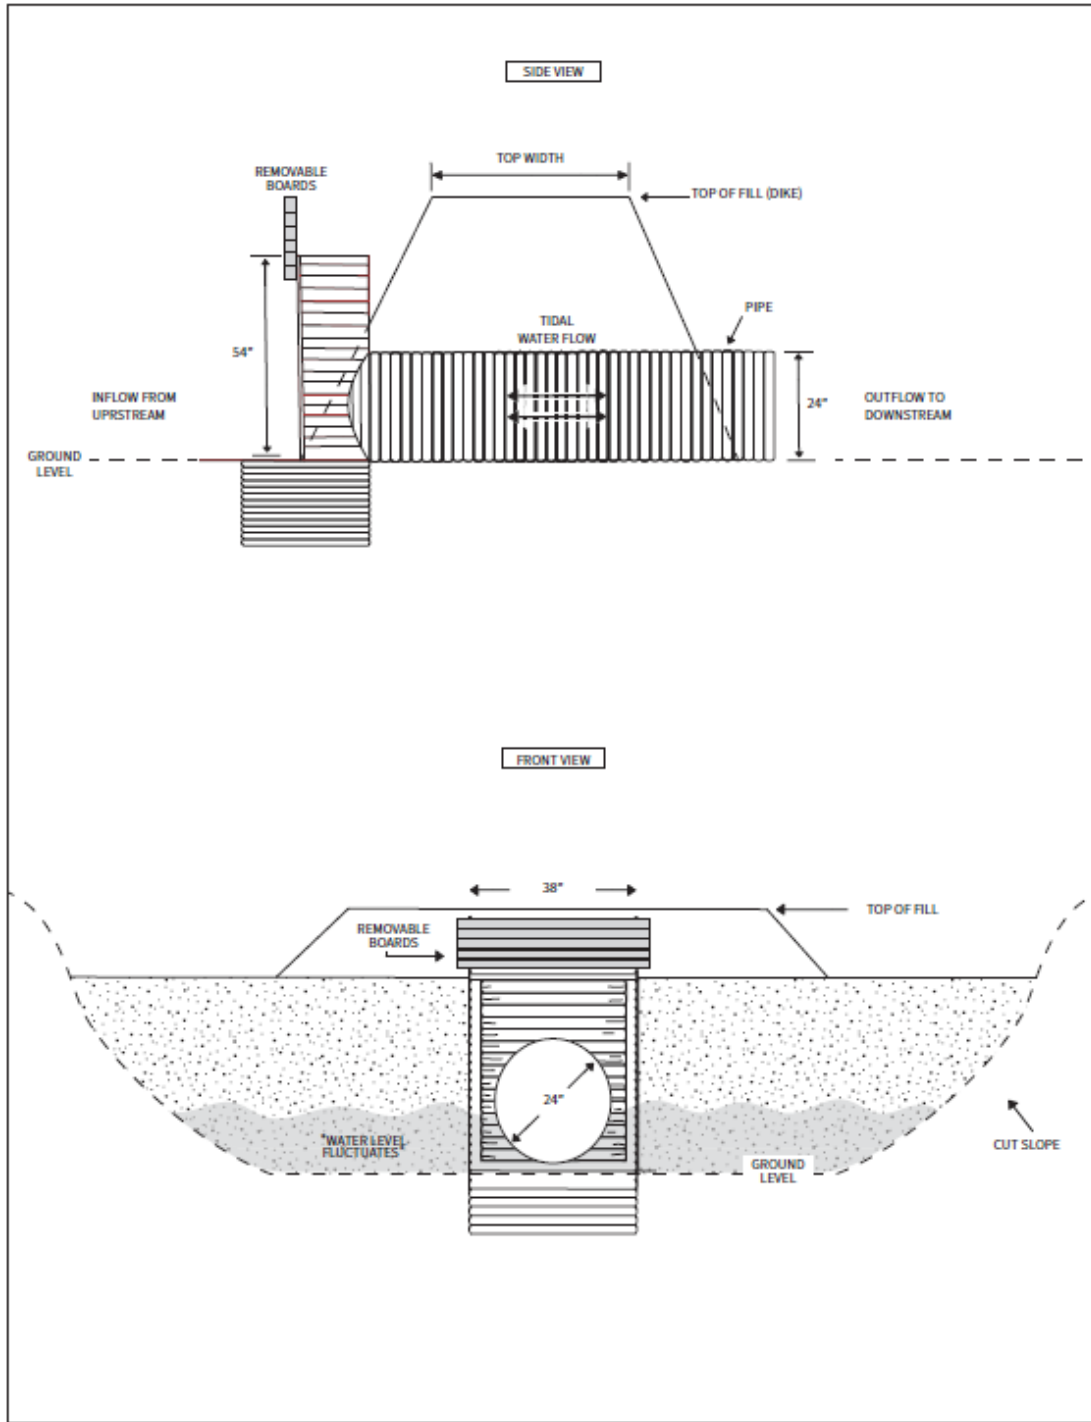 SIDE VIEW
TOP WIDTH
REMOVABLE
BOARDS
TOP OF FILL (DIKE)
PIPE
TIDAL
WATER FLOW
54"
24"
INFLOW FROM
UPRSTREAM
OUTFLOW TO
DOWNSTREAM
GROUND
LEVEL
FRONT VIEW
38"
TOP OF FILL
REMOVABLE
BOARDS
24"
"WATER LEVEL
FLUCTUATES"
CUT SLOPE
GROUND
LEVEL